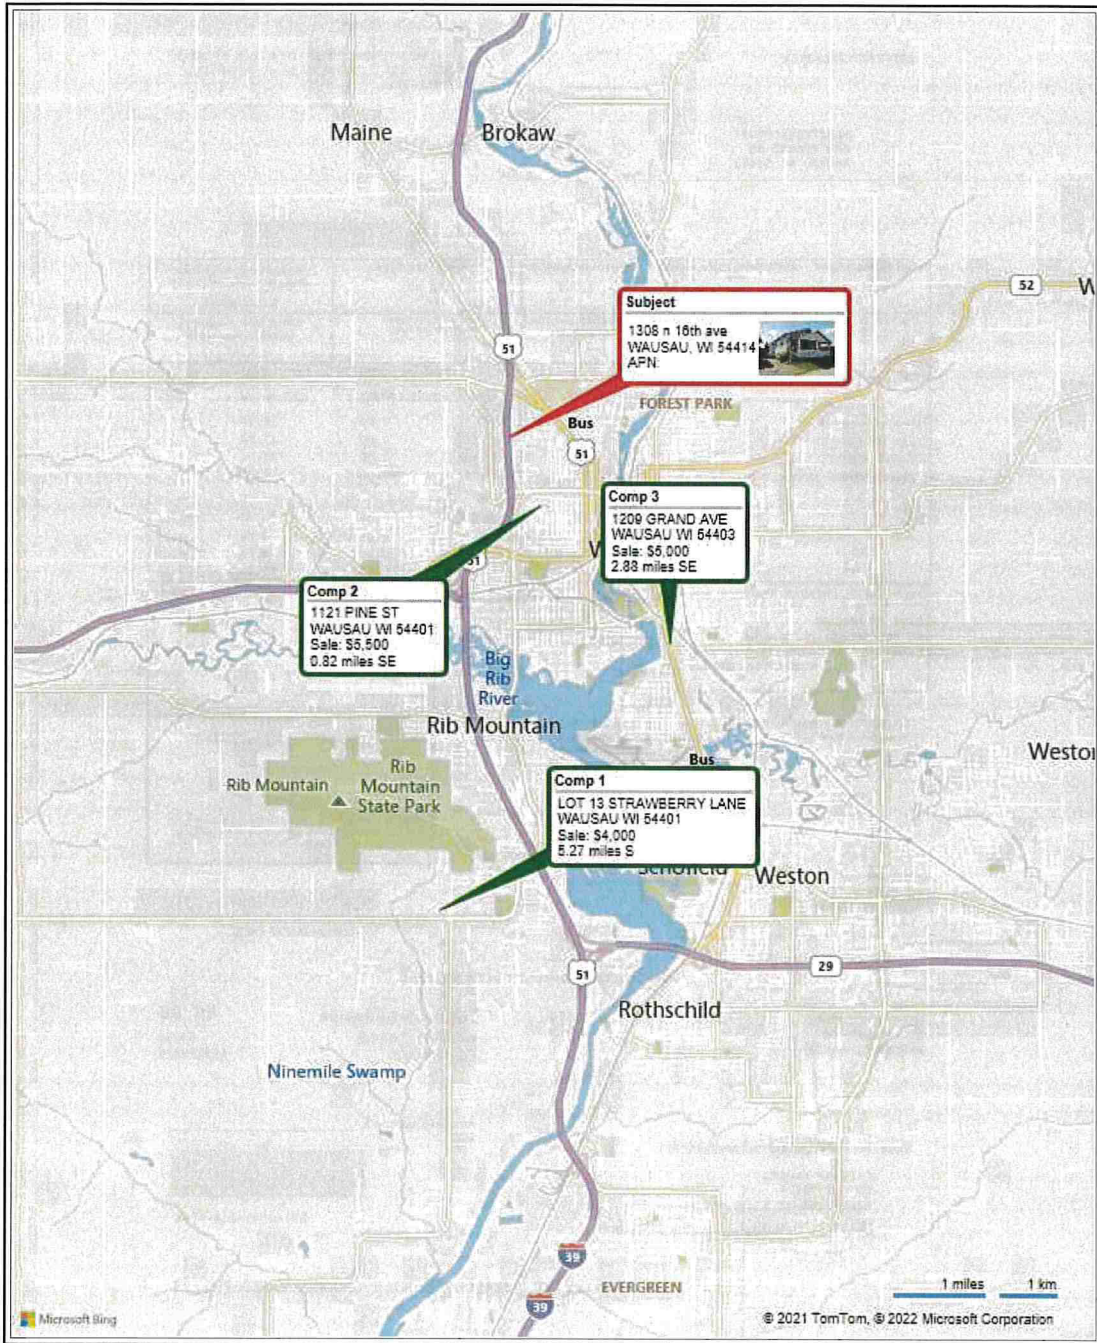 Maine
Brokaw
52
Subject
1308 n 16th ave
WAUSAU, WI 54414
APN:
51
FOREST PARK
Bus
51
Comp 3
1209 GRAND AVE
WAUSAU WI 54403
Sale: $5,000
2.88 miles SE
51
Comp 2
1121 PINE ST
WAUSAU WI 54401
Sale: $5,500
0.82 miles SE
Big
Rib
River
Rib Mountain
Rib Mountain
Rib
Mountain
State Park
Bus
Comp 1
LOT 13 STRAWBERRY LANE
WAUSAU WI 54401
Sale: $4,000
5.27 miles S
Schofield
Weston
Weston
29
51
Rothschild
Ninemile Swamp
39
EVERGREEN
39
1 miles
1 km
Microsoft Bing
© 2021 TomTom, © 2022 Microsoft Corporation